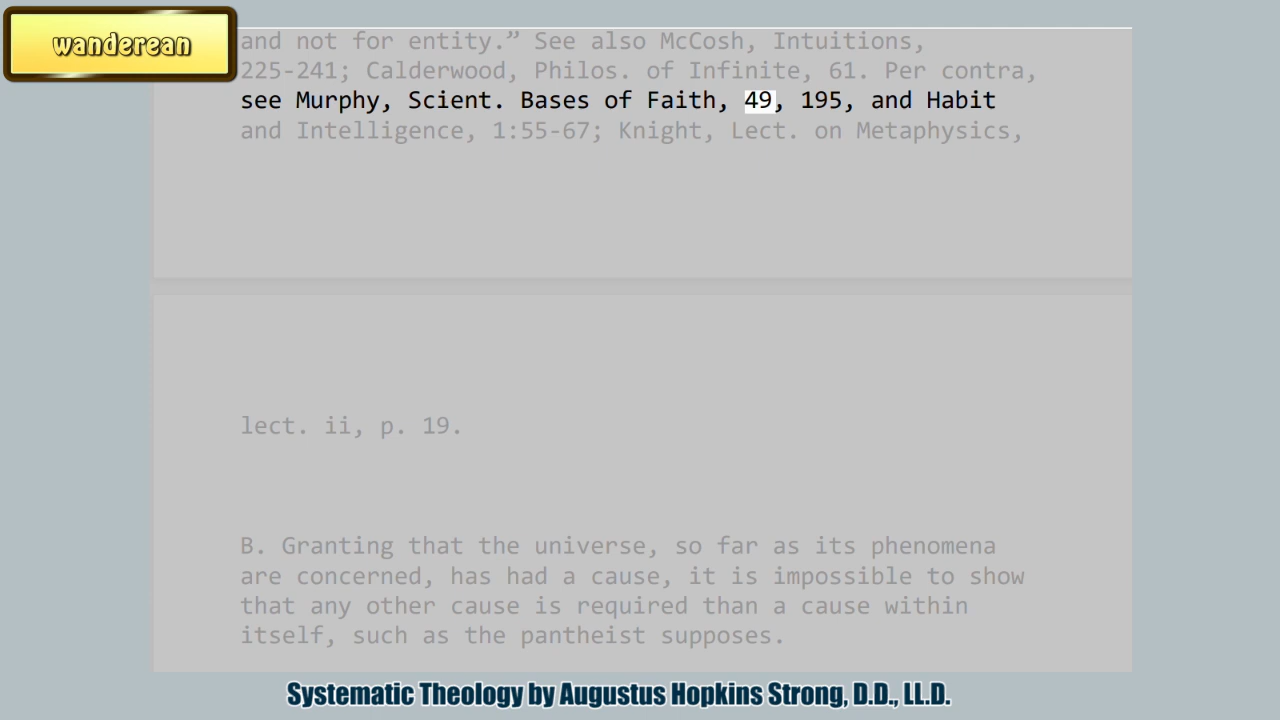 wanderean
and not for entity.” See also McCosh, Intuitions,
225-241; Calderwood, Philos. of Infinite, 61. Per contra,
see Murphy, Scient. Bases of Faith, 49, 195, and Habit
and Intelligence, 1:55-67; Knight, Lect. on Metaphysics,
lect. ii, p. 19.
B. Granting that the universe, so far as its phenomena
are concerned, has had a cause, it is impossible to show
that any other cause is required than a cause within
itself, such as the pantheist supposes.
Systematic Theology by Augustus Hopkins Strong, D.D., LL.D.